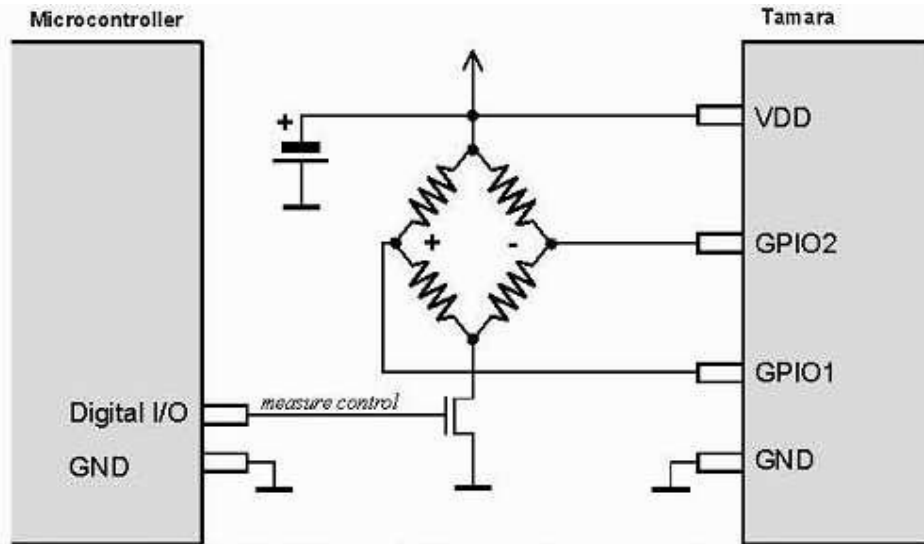 Microcontroller
Tamara
+
VDD
+
-
GPIO2
GPIO1
Digital I/O
measure control
GND
GND